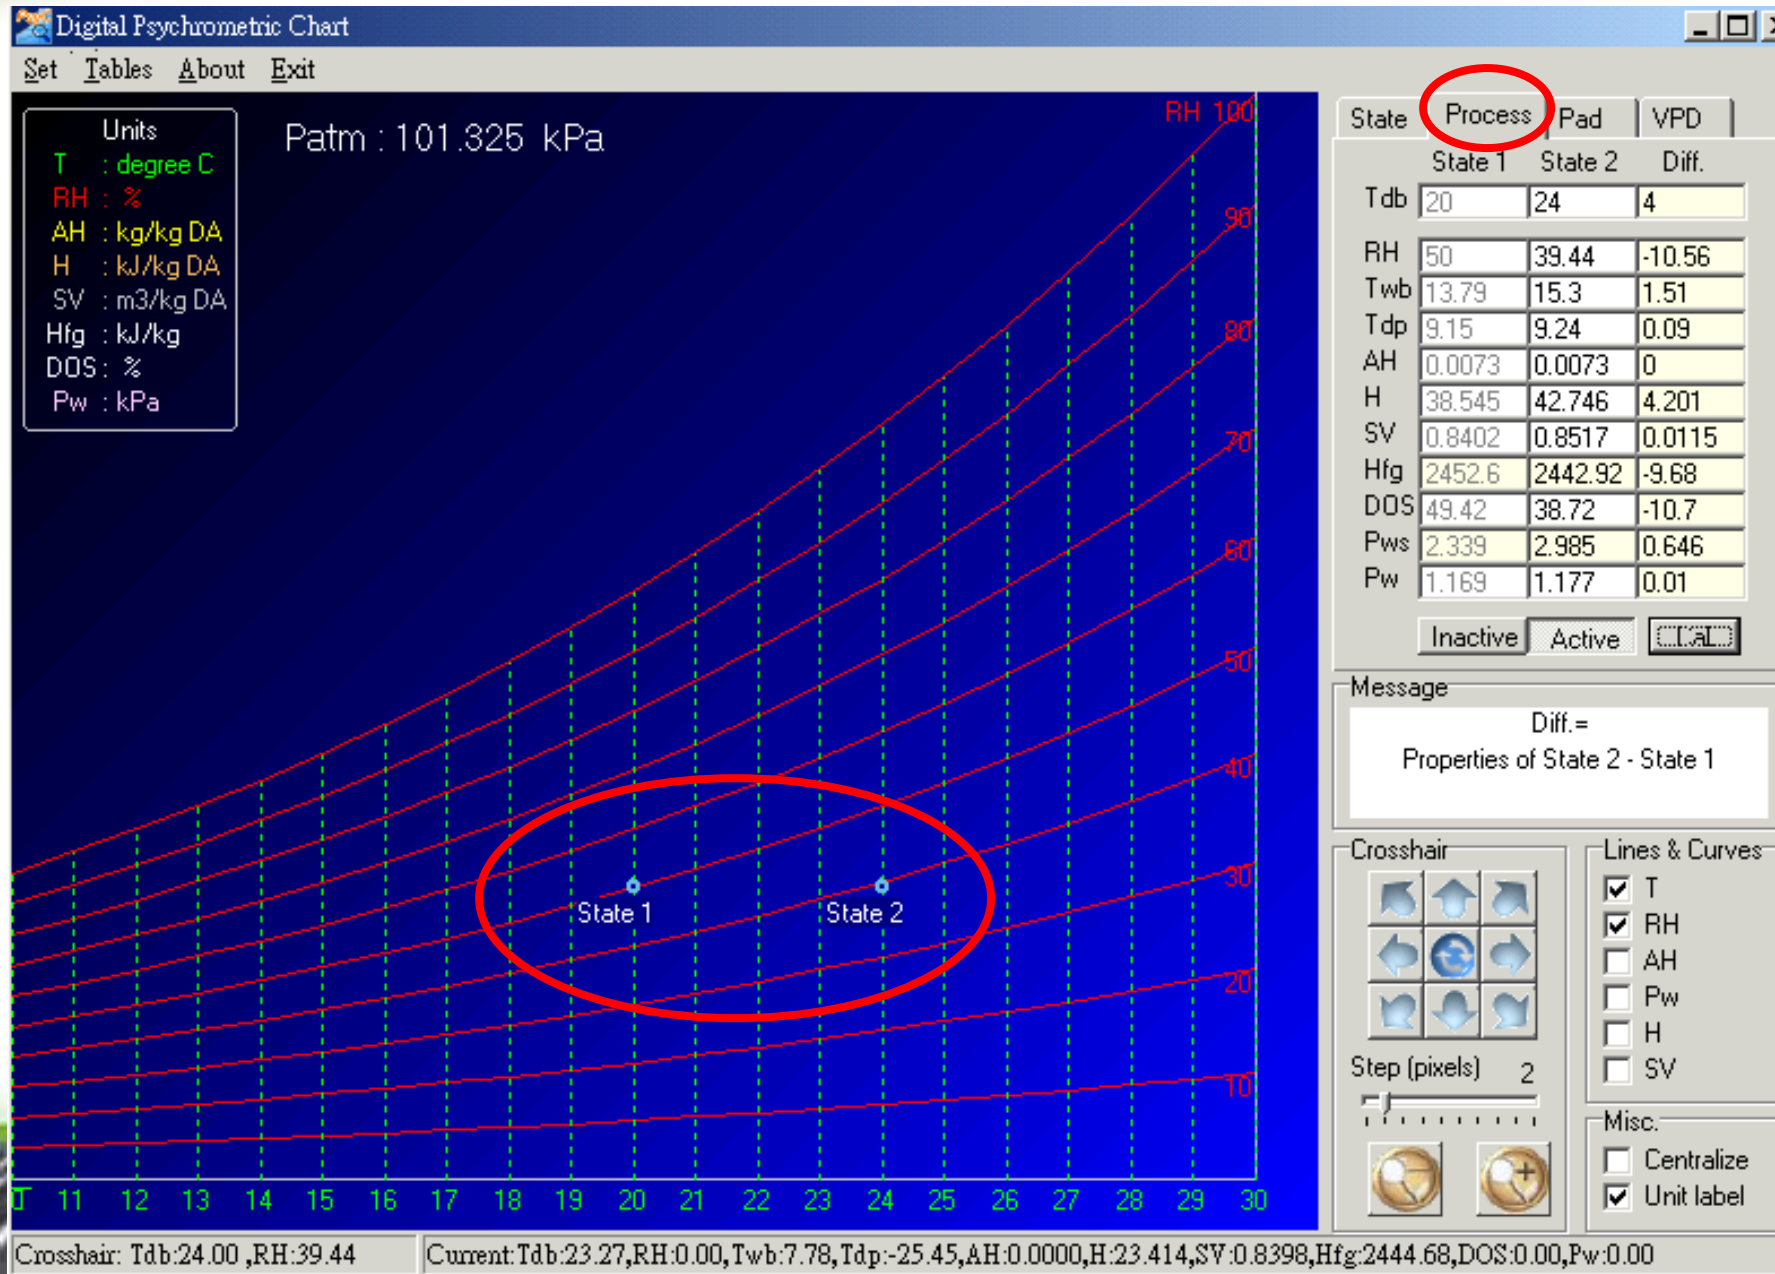 Digital Psychrometric Chart
Set Tables About Exit
Units
T : degree C
RH : %
AH : kg/kg DA
H : kJ/kg DA
SV : m3/kg DA
Hfg : kJ/kg
DOS : %
Pw : kPa
Patm : 101.325 kPa
RH 100
90
80
70
60
50
40
30
20
10
State 1
State 2
T 11 12 13 14 15 16 17 18 19 20 21 22 23 24 25 26 27 28 29 30
State Process Pad VPD
State 1 State 2 Diff.
Tdb 20 24 4
RH 50 39.44 -10.56
Twb 13.79 15.3 1.51
Tdp 9.15 9.24 0.09
AH 0.0073 0.0073 0
H 38.545 42.746 4.201
SV 0.8402 0.8517 0.0115
Hfg 2452.6 2442.92 -9.68
DOS 49.42 38.72 -10.7
Pws 2.339 2.985 0.646
Pw 1.169 1.177 0.01
Inactive Active Cal
Message
Diff.=
Properties of State 2 - State 1
Crosshair
Step (pixels) 2
Lines & Curves
T
RH
AH
Pw
H
SV
Misc.
Centralize
Unit label
Crosshair: Tdb:24.00 ,RH:39.44
Current:Tdb:23.27,RH:0.00,Twb:7.78,Tdp:-25.45,AH:0.0000,H:23.414,SV:0.8398,Hfg:2444.68,DOS:0.00,Pw:0.00